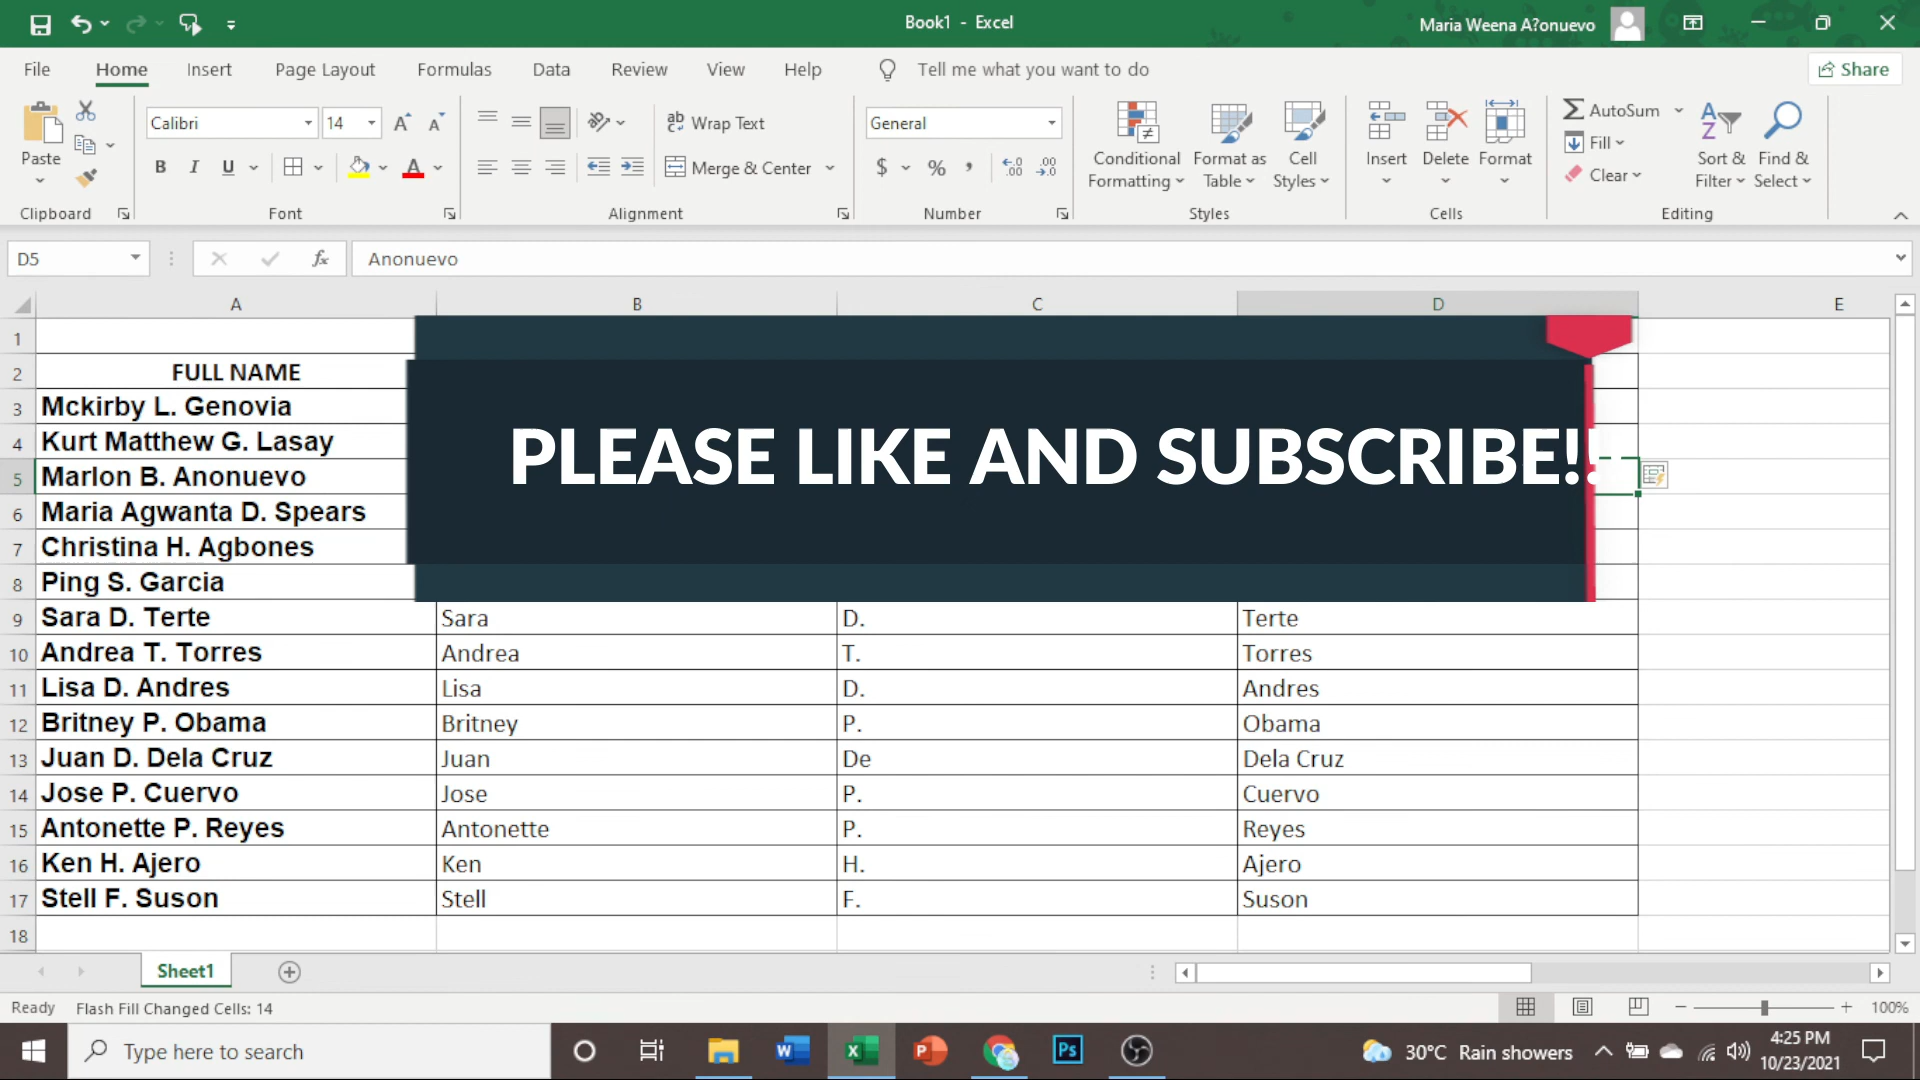 Book1 - Excel
Maria Weena A?onuevo
File Home Insert Page Layout Formulas Data Review View Help Tell me what you want to do Share
Calibri 14 Wrap Text General AutoSum
Paste B I U A Merge & Center $ % , Conditional Formatting Format as Table Cell Styles Insert Delete Format Fill Clear Sort & Filter Find & Select
Clipboard Font Alignment Number Styles Cells Editing
D5 fx Anonuevo
A B C D E
1
2 FULL NAME
3 Mckirby L. Genovia
4 Kurt Matthew G. Lasay
PLEASE LIKE AND SUBSCRIBE!!
5 Marlon B. Anonuevo
6 Maria Agwanta D. Spears
7 Christina H. Agbones
8 Ping S. Garcia
9 Sara D. Terte Sara D. Terte
10 Andrea T. Torres Andrea T. Torres
11 Lisa D. Andres Lisa D. Andres
12 Britney P. Obama Britney P. Obama
13 Juan D. Dela Cruz Juan De Dela Cruz
14 Jose P. Cuervo Jose P. Cuervo
15 Antonette P. Reyes Antonette P. Reyes
16 Ken H. Ajero Ken H. Ajero
17 Stell F. Suson Stell F. Suson
18
Sheet1
Ready Flash Fill Changed Cells: 14 100%
Type here to search 30°C Rain showers 4:25 PM
10/23/2021